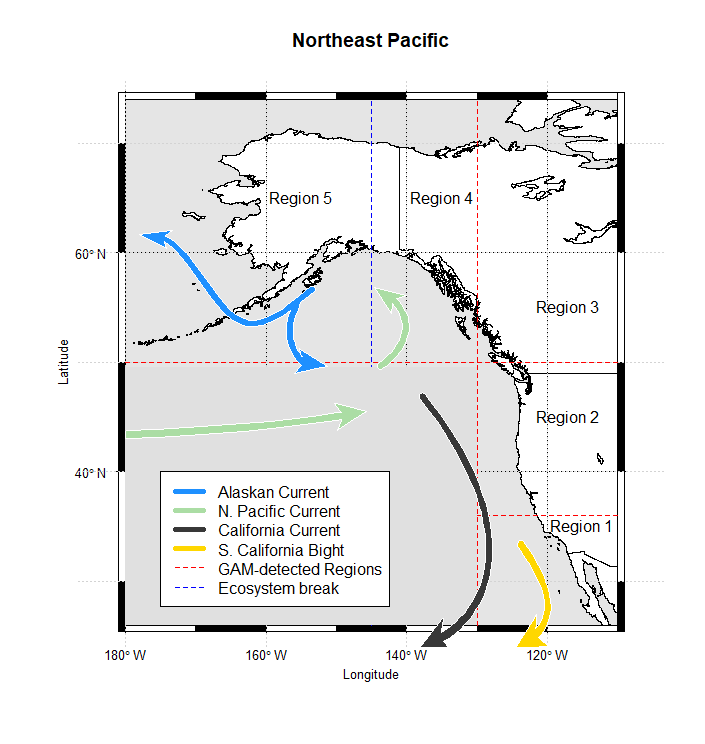 Northeast Pacific
Region 5
Region 4
60° N
Region 3
Latitude
Region 2
40° N
Alaskan Current
N. Pacific Current
California Current
S. California Bight
GAM-detected Regions
Ecosystem break
Region 1
180° W
160° W
140° W
120° W
Longitude